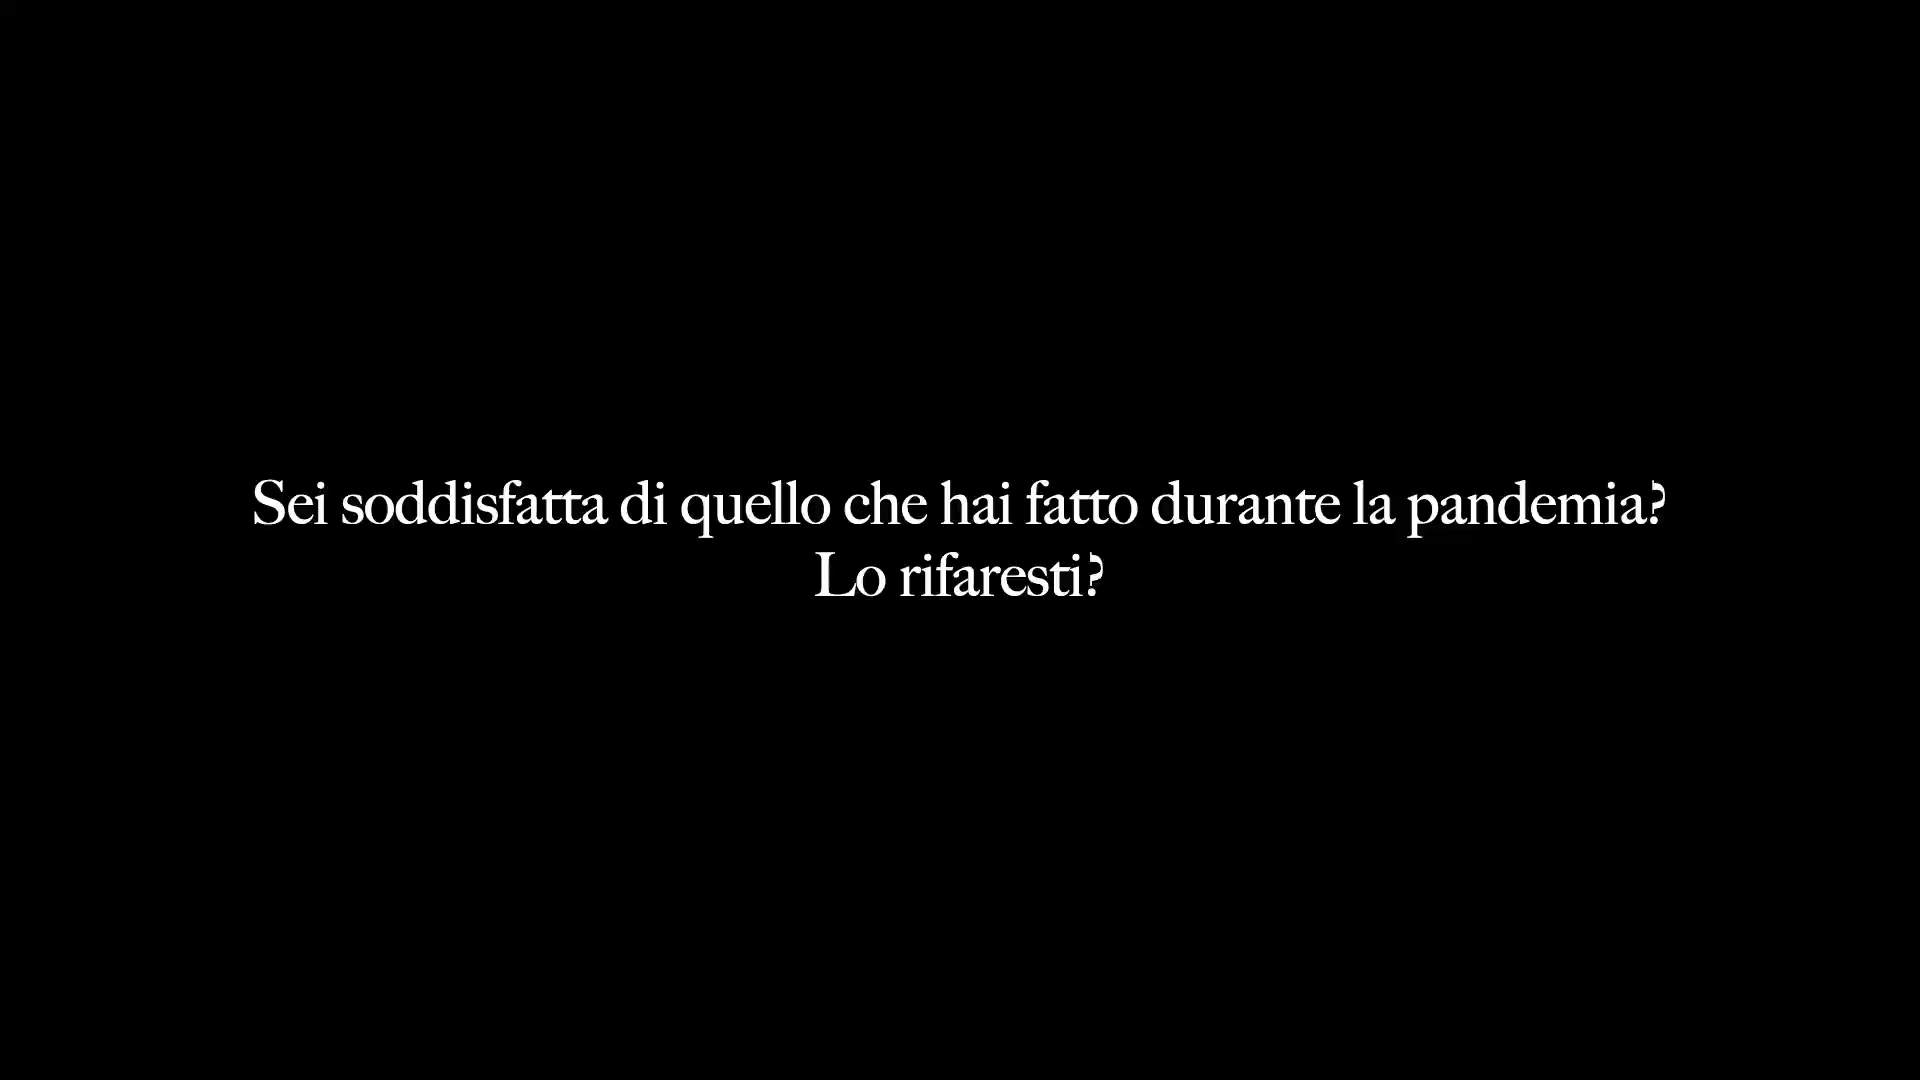 Sei soddisfatta di quello che hai fatto durante la pandemia?
Lo rifaresti?